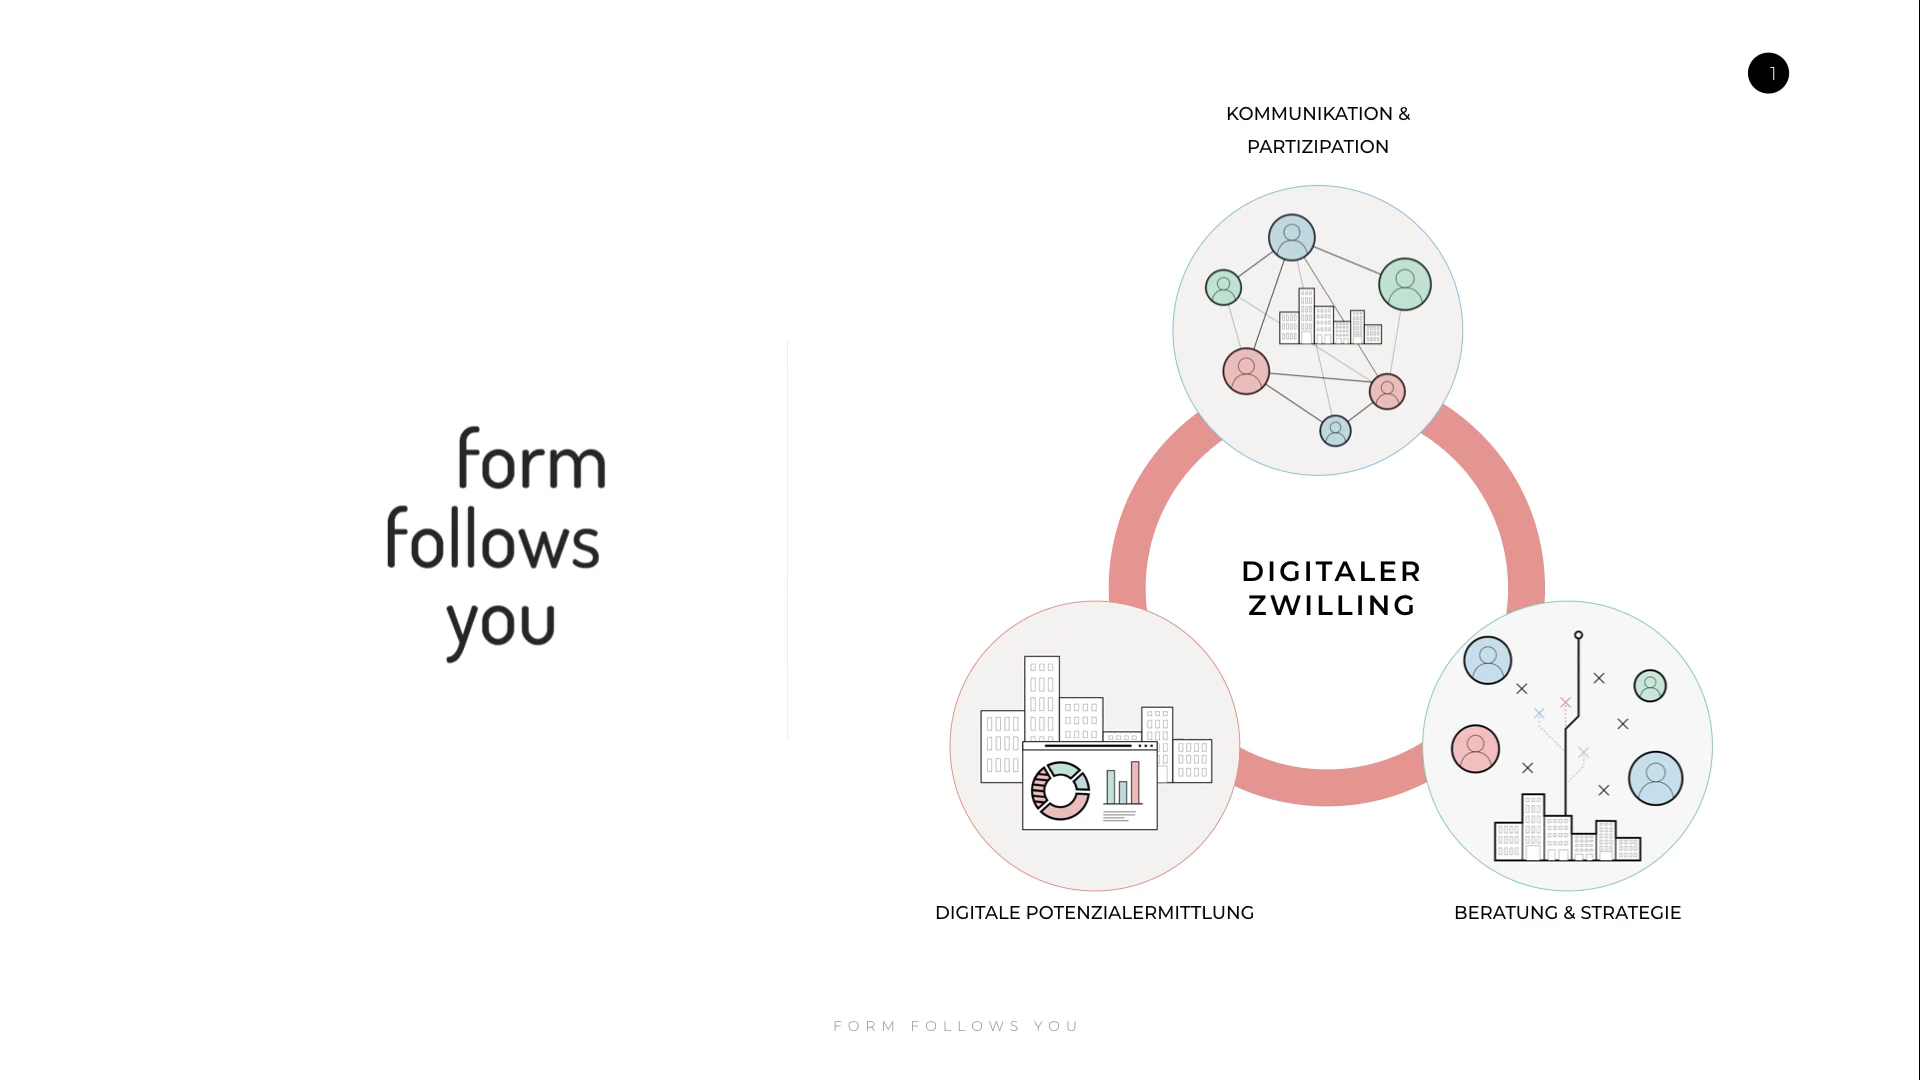 1
form
follows
you
KOMMUNIKATION &
PARTIZIPATION
DIGITALER
ZWILLING
DIGITALE POTENZIALERMITTLUNG
BERATUNG & STRATEGIE
FORM FOLLOWS YOU